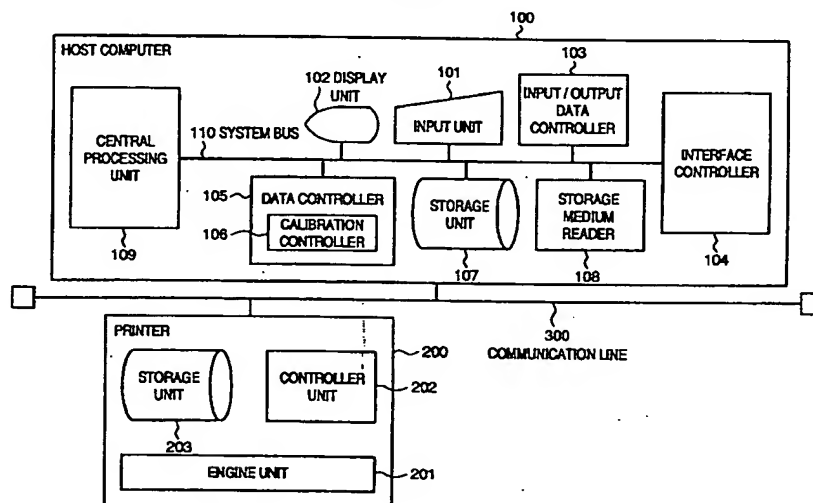 100
HOST COMPUTER
103
102 DISPLAY
UNIT
101
INPUT / OUTPUT
DATA
CONTROLLER
INPUT UNIT
CENTRAL
PROCESSING
UNIT
110 SYSTEM BUS
INTERFACE
CONTROLLER
105
DATA CONTROLLER
106
CALIBRATION
CONTROLLER
STORAGE
UNIT
STORAGE
MEDIUM
READER
109
107
108
104
300
COMMUNICATION LINE
PRINTER
200
STORAGE
UNIT
CONTROLLER
UNIT
202
203
ENGINE UNIT
201